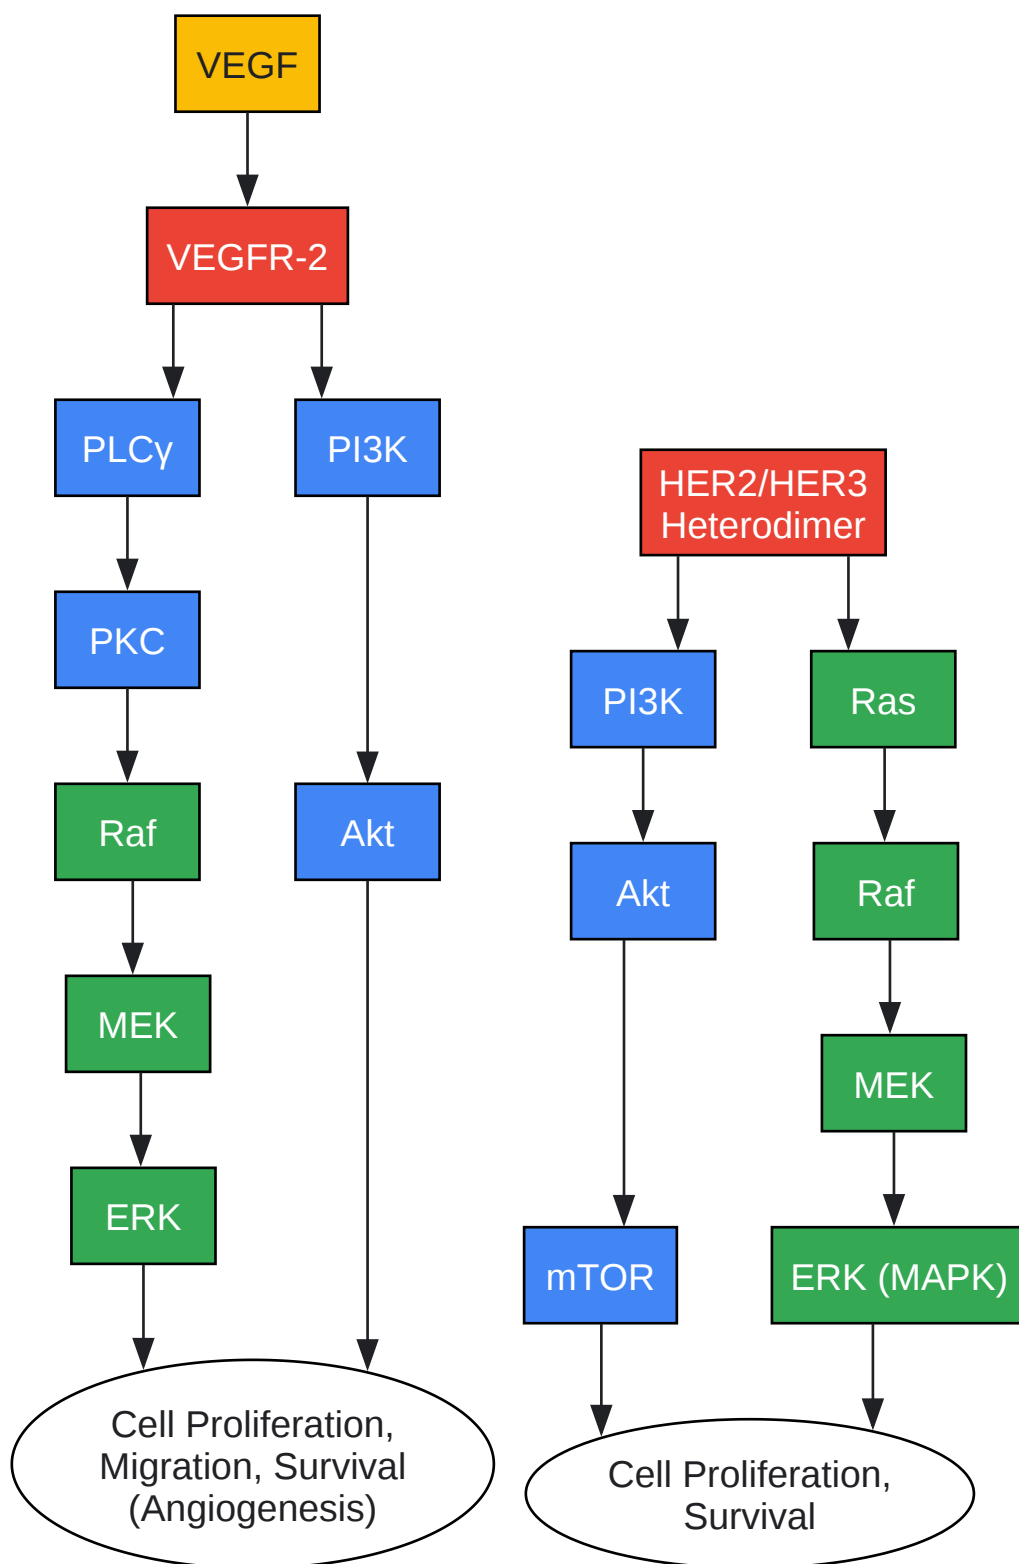 VEGF
VEGFR-2
PLCγ
PI3K
PKC
Raf
Akt
MEK
ERK
Cell Proliferation,
Migration, Survival
(Angiogenesis)
HER2/HER3
Heterodimer
PI3K
Ras
Akt
Raf
MEK
mTOR
ERK (MAPK)
Cell Proliferation,
Survival